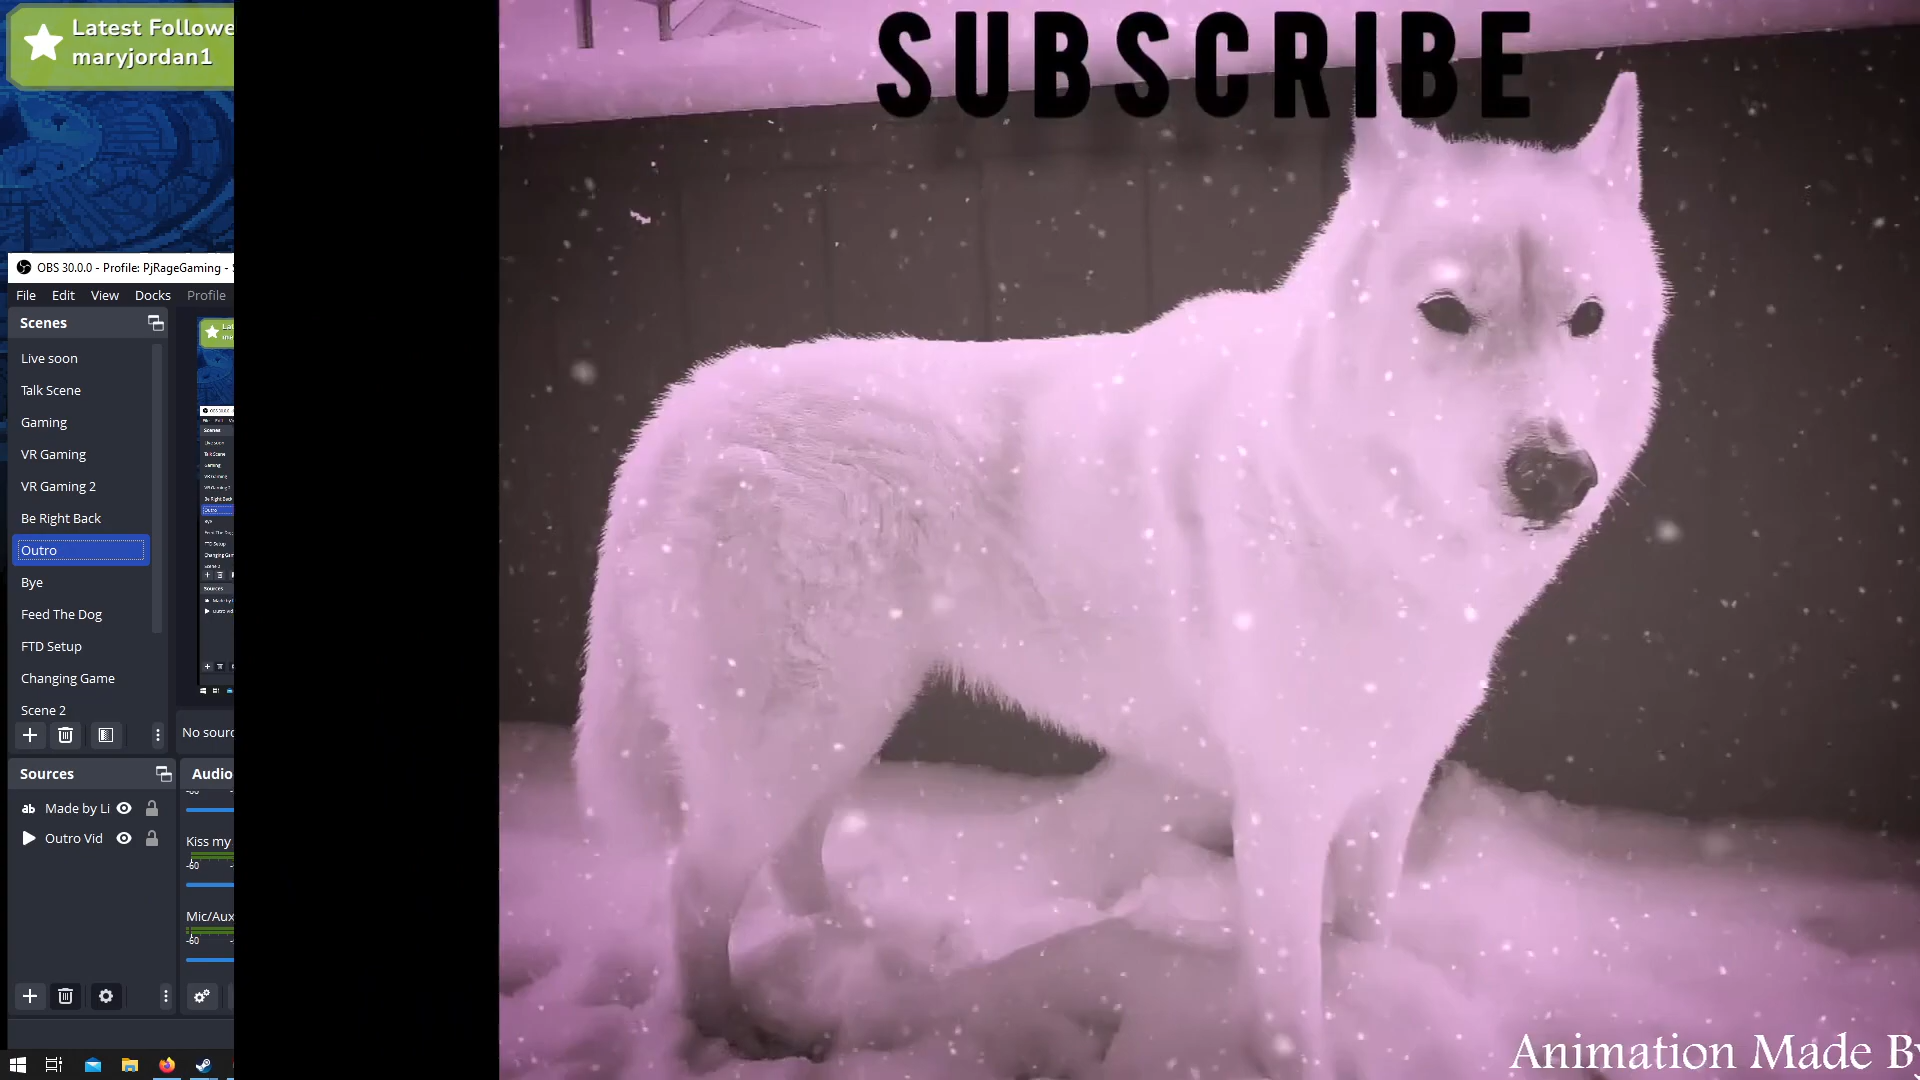 Latest Followe
maryjordan1
SUBSCRIBE
OBS 30.0.0 - Profile: PjRageGaming - S
File Edit View Docks Profile
Scenes
Live soon
Talk Scene
Gaming
VR Gaming
VR Gaming 2
Be Right Back
Outro
Bye
Feed The Dog
FTD Setup
Changing Game
Scene 2
No sourc
Sources
Audio
ab Made by Li
Outro Vid
-60
Kiss my
-60
Mic/Aux
-60
Animation Made By